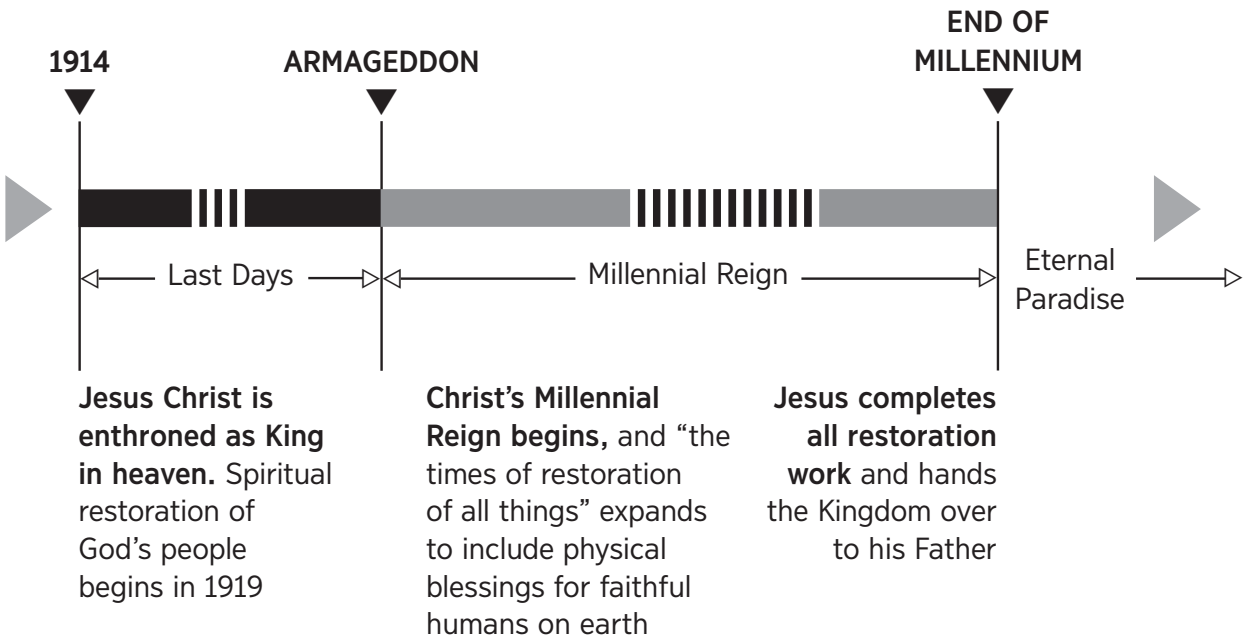 1914
ARMAGEDDON
END OF
MILLENNIUM
Last Days
Millennial Reign
Eternal
Paradise
Jesus Christ is
enthroned as King
in heaven. Spiritual
restoration of
God’s people
begins in 1919
Christ’s Millennial
Reign begins, and “the
times of restoration
of all things” expands
to include physical
blessings for faithful
humans on earth
Jesus completes
all restoration
work and hands
the Kingdom over
to his Father